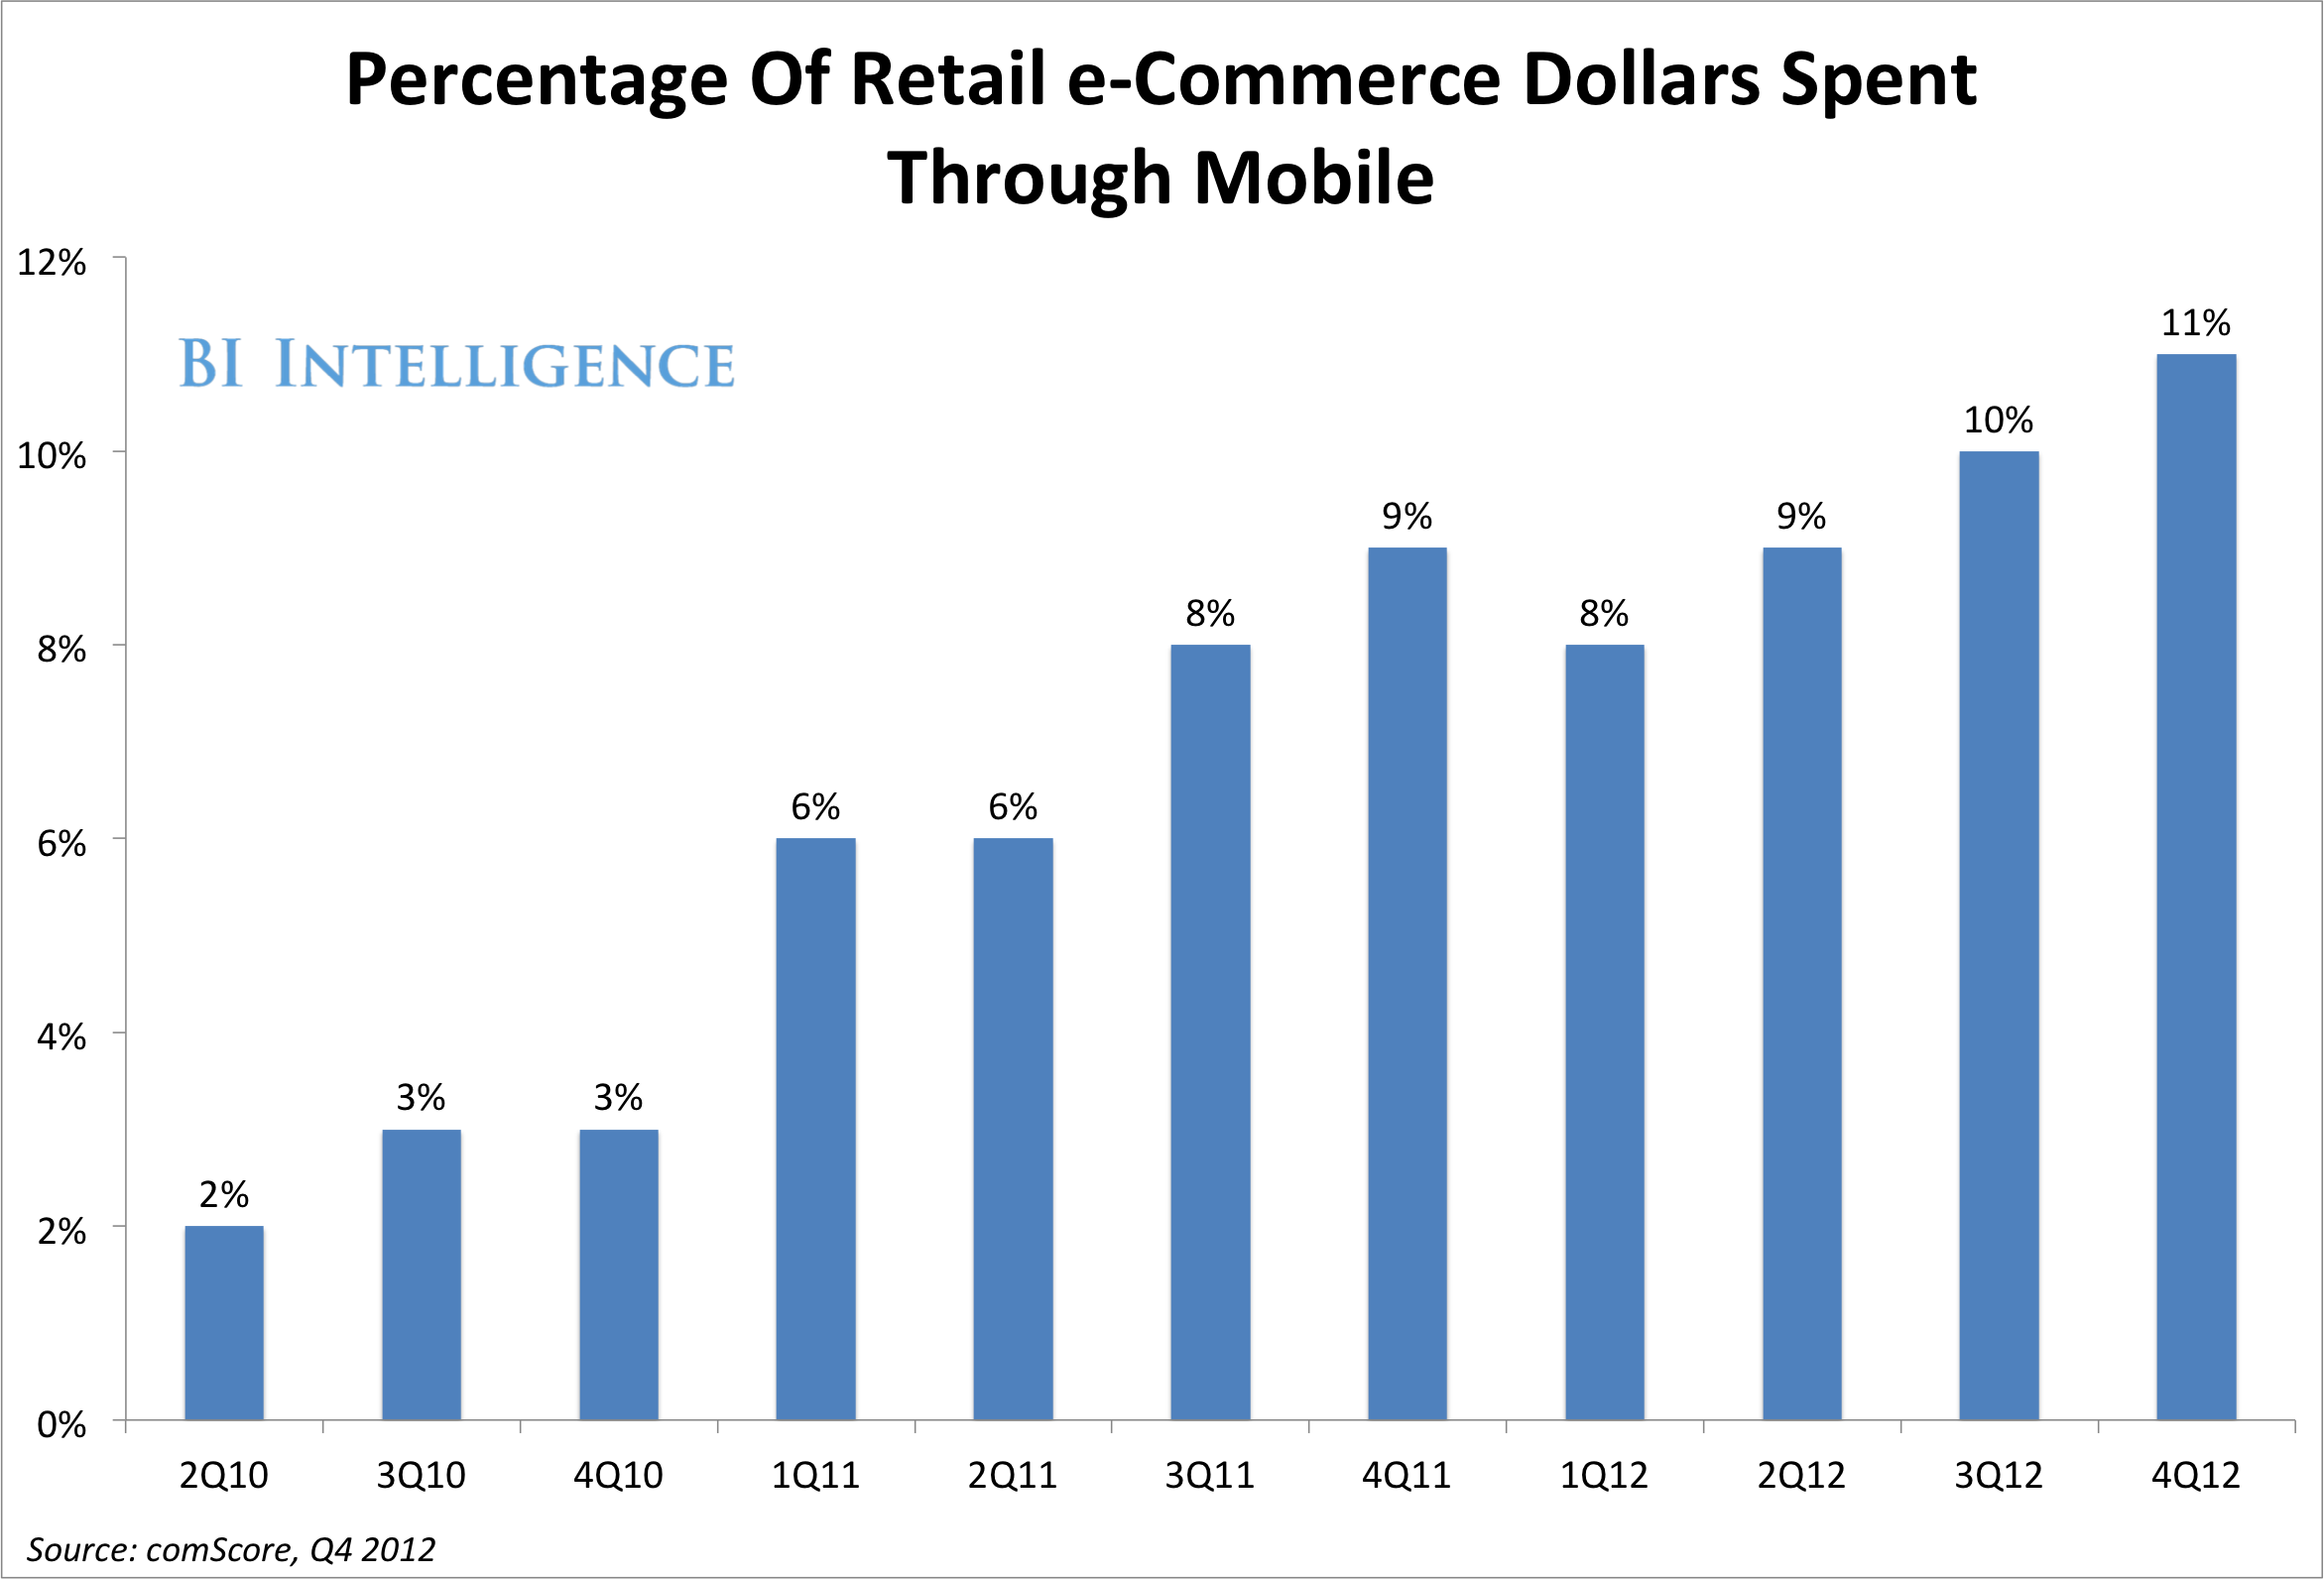 Percentage Of Retail e-Commerce Dollars Spent
Through Mobile
BI INTELLIGENCE
12%
10%
8%
6%
4%
2%
0%
2%
3%
3%
6%
6%
8%
9%
8%
9%
10%
11%
2Q10
3Q10
4Q10
1Q11
2Q11
3Q11
4Q11
1Q12
2Q12
3Q12
4Q12
Source: comScore, Q4 2012